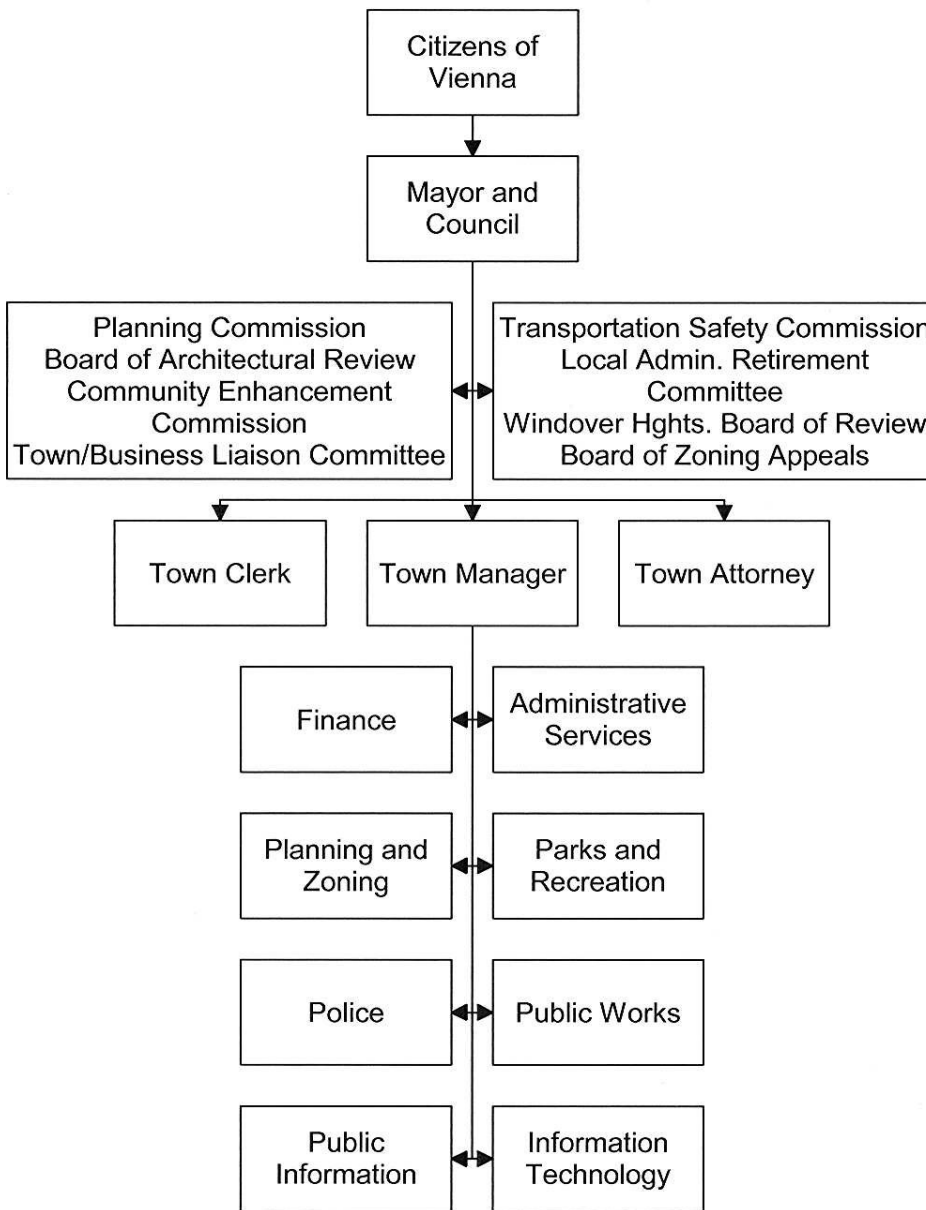 Citizens of
Vienna
Mayor and
Council
Planning Commission
Board of Architectural Review
Community Enhancement
Commission
Town/Business Liaison Committee
Transportation Safety Commission
Local Admin. Retirement
Committee
Windover Hghts. Board of Review
Board of Zoning Appeals
Town Clerk
Town Manager
Town Attorney
Finance
Administrative
Services
Planning and
Zoning
Parks and
Recreation
Police
Public Works
Public
Information
Information
Technology